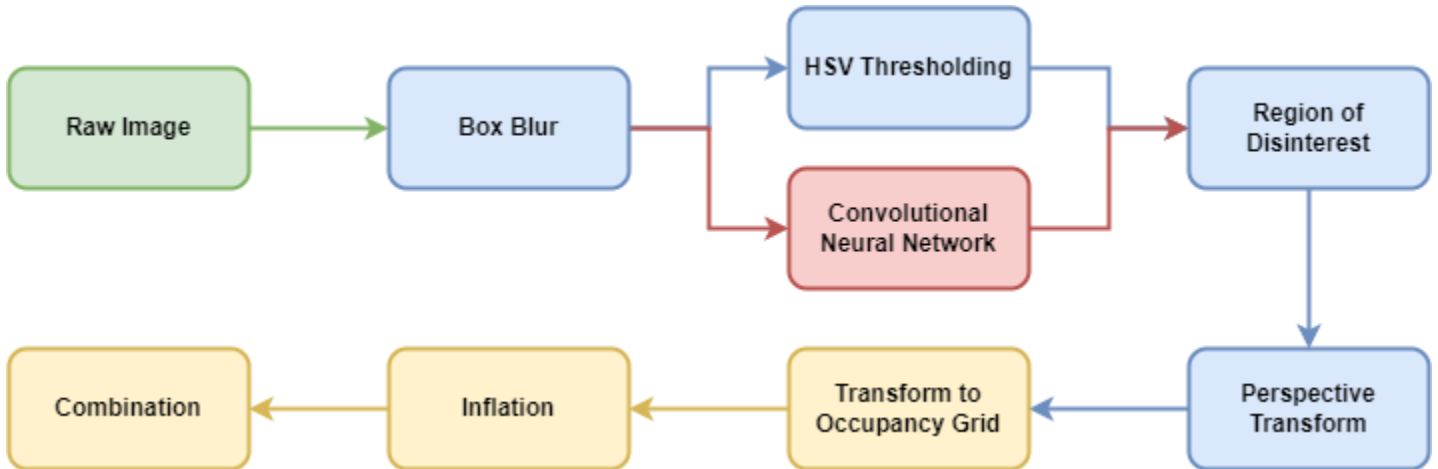 Raw Image
Box Blur
HSV Thresholding
Convolutional
Neural Network
Region of
Disinterest
Perspective
Transform
Transform to
Occupancy Grid
Inflation
Combination